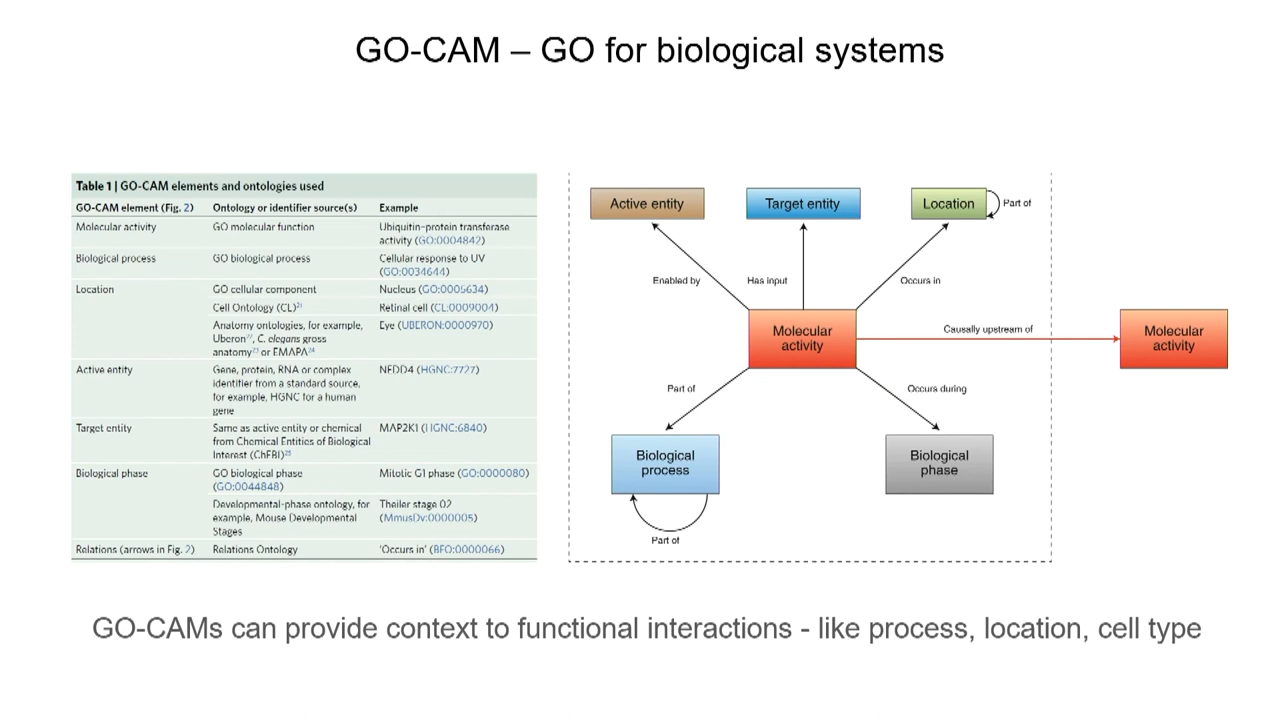 GO-CAM – GO for biological systems
Table 1 | GO-CAM elements and ontologies used
GO-CAM element (Fig. 2) Ontology or identifier source(s) Example
Molecular activity GO molecular function Ubiquitin–protein transferase
activity (GO:0004842)
Biological process GO biological process Cellular response to UV
(GO:0034644)
Location GO cellular component Nucleus (GO:0005634)
Cell Ontology (CL)21 Retinal cell (CL:0009004)
Anatomy ontologies, for example, Eye (UBERON:0000970)
Uberon22, C. elegans gross
anatomy23 or EMAPA24
Active entity Gene, protein, RNA or complex NEDD4 (HGNC:7727)
identifier from a standard source,
for example, HGNC for a human
gene
Target entity Same as active entity or chemical MAP2K1 (HGNC:6840)
from Chemical Entities of Biological
Interest (ChEBI)25
Biological phase GO biological phase Mitotic G1 phase (GO:0000080)
(GO:0044848)
Developmental-phase ontology, for Theiler stage 02
example, Mouse Developmental (MmusDv:0000005)
Stages
Relations (arrows in Fig. 2) Relations Ontology 'Occurs in' (BFO:0000066)
Active entity
Target entity
Location
Part of
Enabled by
Has input
Occurs in
Molecular
activity
Causally upstream of
Molecular
activity
Part of
Occurs during
Biological
process
Biological
phase
Part of
GO-CAMs can provide context to functional interactions - like process, location, cell type